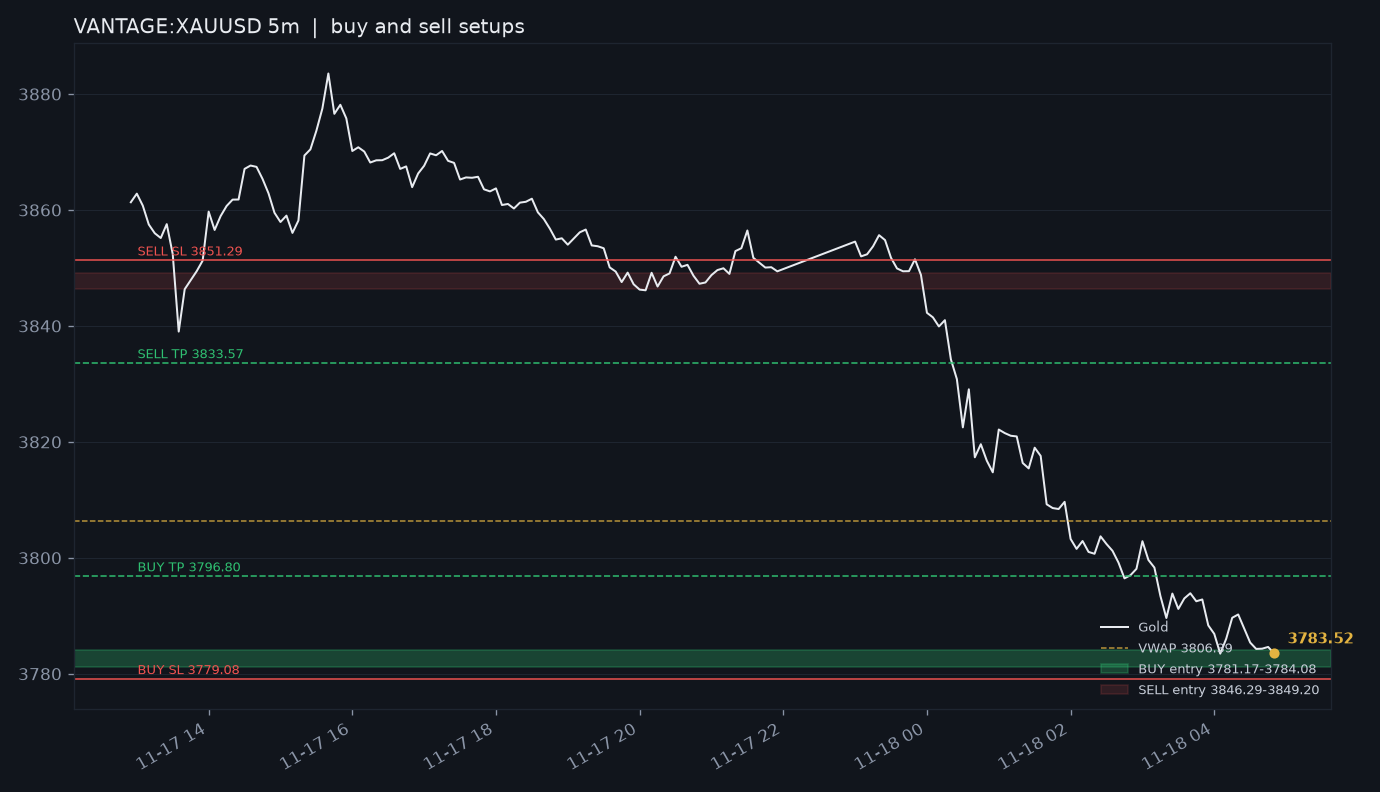 VANTAGE:XAUUSD 5m | buy and sell setups
3880
3860
SELL SL 3851.29
3840
SELL TP 3833.57
3820
3800
BUY TP 3796.80
3783.52
Gold
VWAP 3806.
BUY entry 3781.17-3784.08
SELL entry 3846.29-3849.20
3780
BUY SL 3779.08
11-17 14
11-17 16
11-17 18
11-17 20
11-17 22
11-18 00
11-18 02
11-18 04